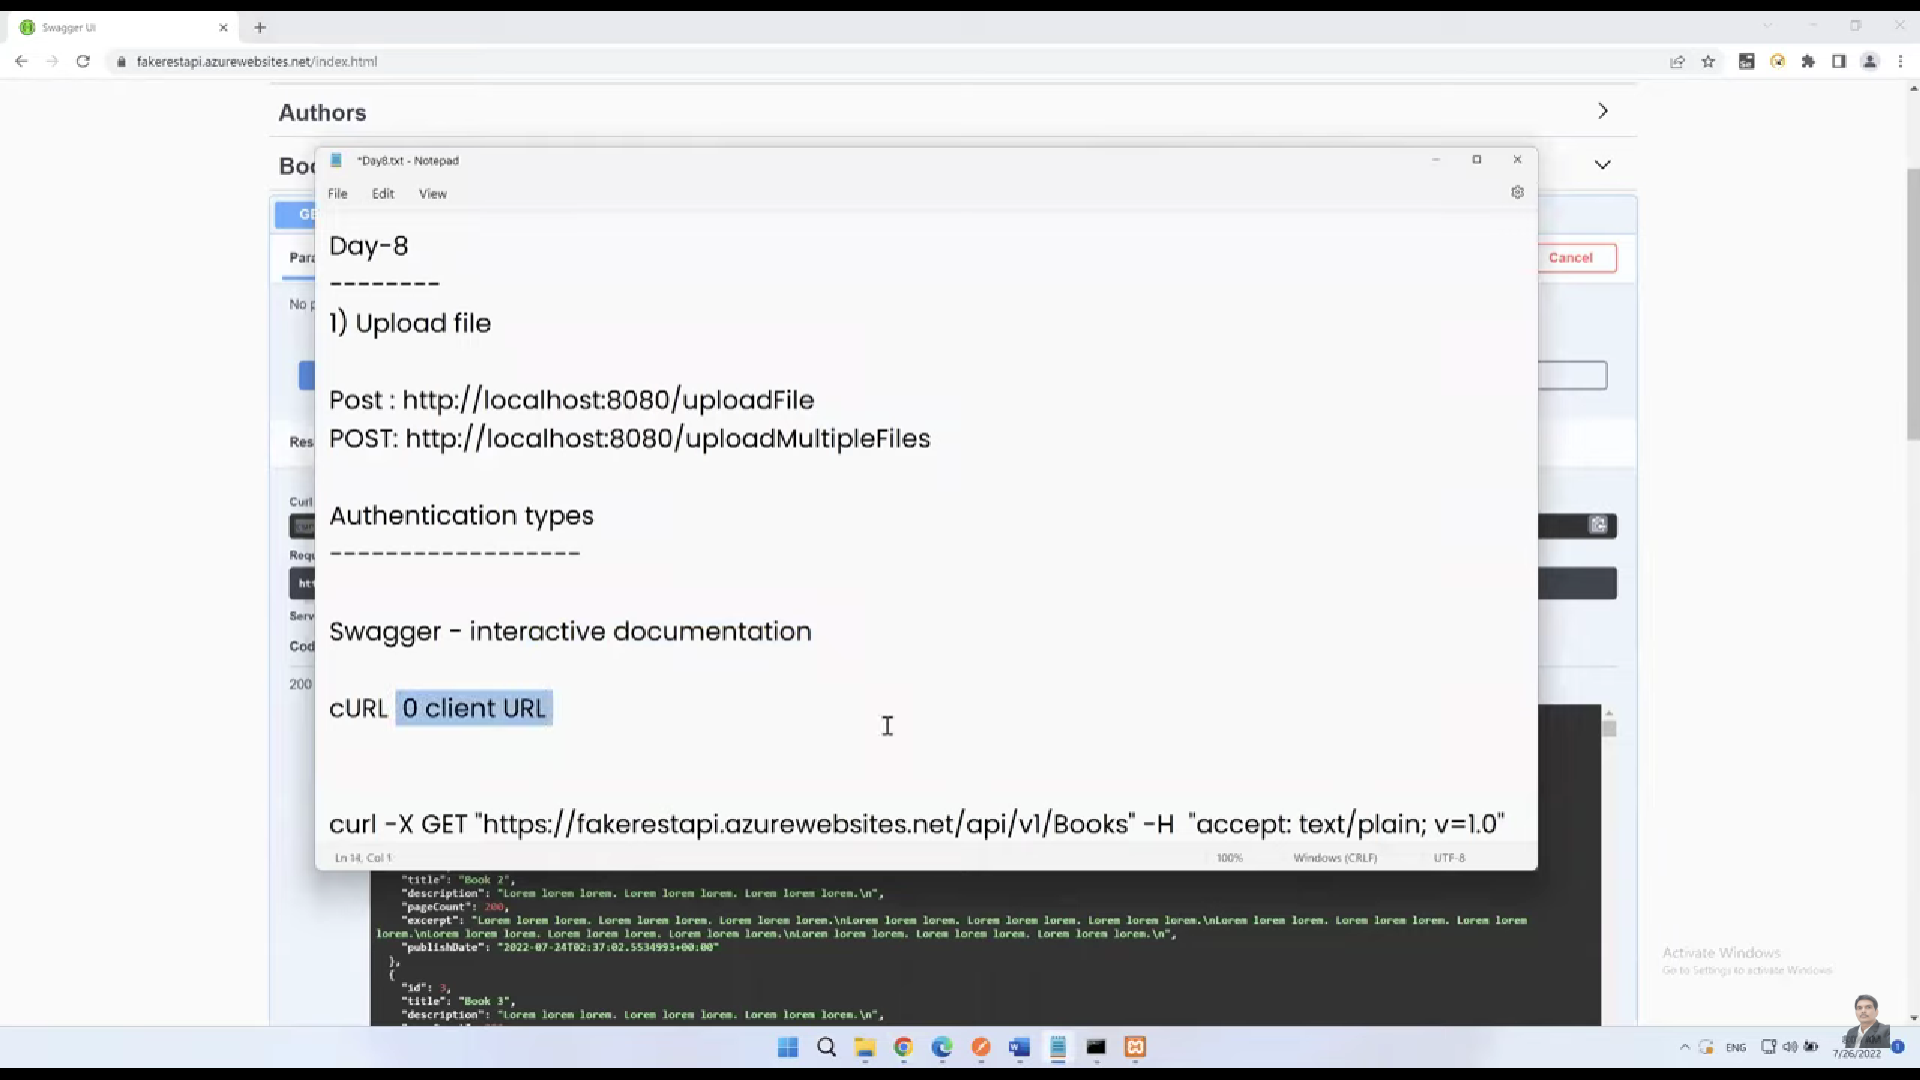 Swagger UI
fakerestapi.azurewebsites.net/index.html
Authors
*Day8.txt - Notepad
File Edit View
Day-8
--------
1) Upload file
Cancel
Post : http://localhost:8080/uploadFile
POST: http://localhost:8080/uploadMultipleFiles
Curl
Authentication types
------------------
Swagger - interactive documentation
200
cURL 0 client URL
curl -X GET "https://fakerestapi.azurewebsites.net/api/v1/Books" -H "accept: text/plain; v=1.0"
Ln 14, Col 1 100% Windows (CRLF) UTF-8
"title": "Book 2",
"description": "Lorem lorem lorem. Lorem lorem lorem. Lorem lorem lorem.\n",
"pageCount": 200,
"excerpt": "Lorem lorem lorem. Lorem lorem lorem. Lorem lorem lorem.\nLorem lorem lorem. Lorem lorem lorem. Lorem lorem lorem.\nLorem lorem lorem. Lorem lorem lorem. Lorem lorem
lorem.\nLorem lorem lorem. Lorem lorem lorem. Lorem lorem lorem.\nLorem lorem lorem. Lorem lorem lorem. Lorem lorem lorem.\n",
"publishDate": "2022-07-24T02:37:02.5534993+00:00"
},
{
"id": 3,
"title": "Book 3",
"description": "Lorem lorem lorem. Lorem lorem lorem. Lorem lorem lorem.\n",
Activate Windows
Go to Settings to activate Windows.
ENG
7/26/2022